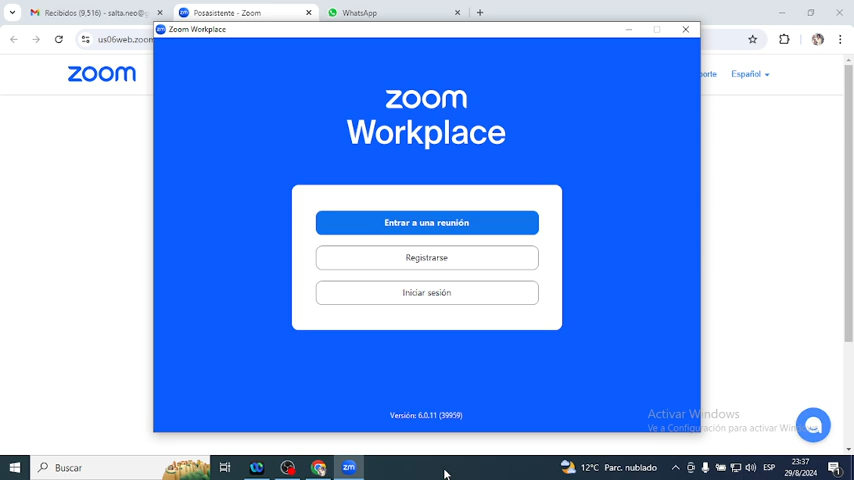 Recibidos (9,516) - salta.neo@g
Posasistente - Zoom
WhatsApp
us06web.zoom
Zoom Workplace
zoom
orte
Español
zoom
Workplace
Entrar a una reunión
Registrarse
Iniciar sesión
Versión: 6.0.11 (39959)
Activar Windows
Ve a Configuración para activar Win
Buscar
zm
12°C Parc. nublado
ESP
23:37
29/8/2024
1